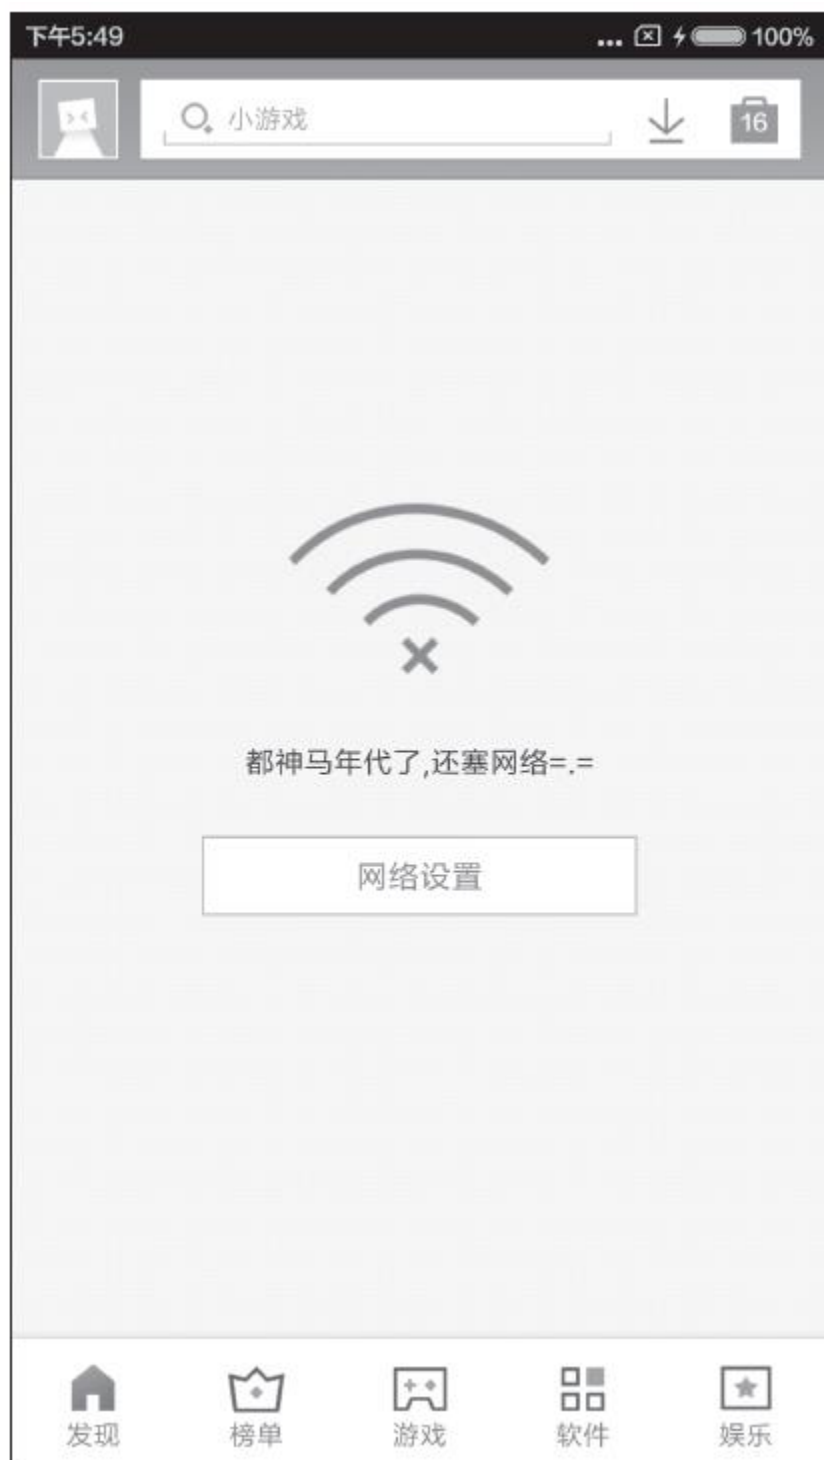 下午5:49
... 100%
小游戏
16
都神马年代了,还塞网络=.=
网络设置
发现 榜单 游戏 软件 娱乐